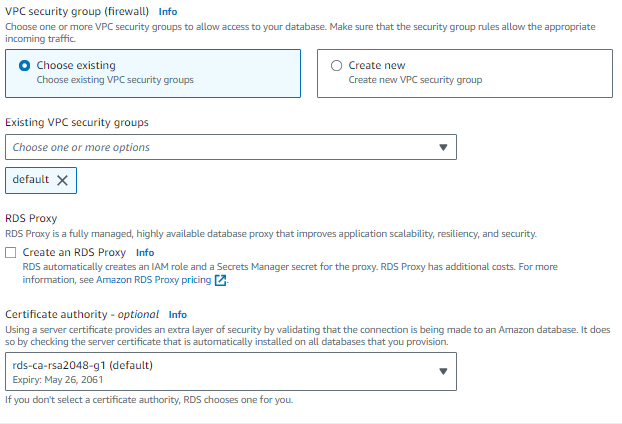 VPC security group (firewall) Info
Choose one or more VPC security groups to allow access to your database. Make sure that the security group rules allow the appropriate
incoming traffic.
Choose existing
Choose existing VPC security groups
Create new
Create new VPC security group
Existing VPC security groups
Choose one or more options
default
RDS Proxy
RDS Proxy is a fully managed, highly available database proxy that improves application scalability, resiliency, and security.
Create an RDS Proxy Info
RDS automatically creates an IAM role and a Secrets Manager secret for the proxy. RDS Proxy has additional costs. For more
information, see Amazon RDS Proxy pricing.
Certificate authority - optional Info
Using a server certificate provides an extra layer of security by validating that the connection is being made to an Amazon database. It does
so by checking the server certificate that is automatically installed on all databases that you provision.
rds-ca-rsa2048-g1 (default)
Expiry: May 26, 2061
If you don't select a certificate authority, RDS chooses one for you.